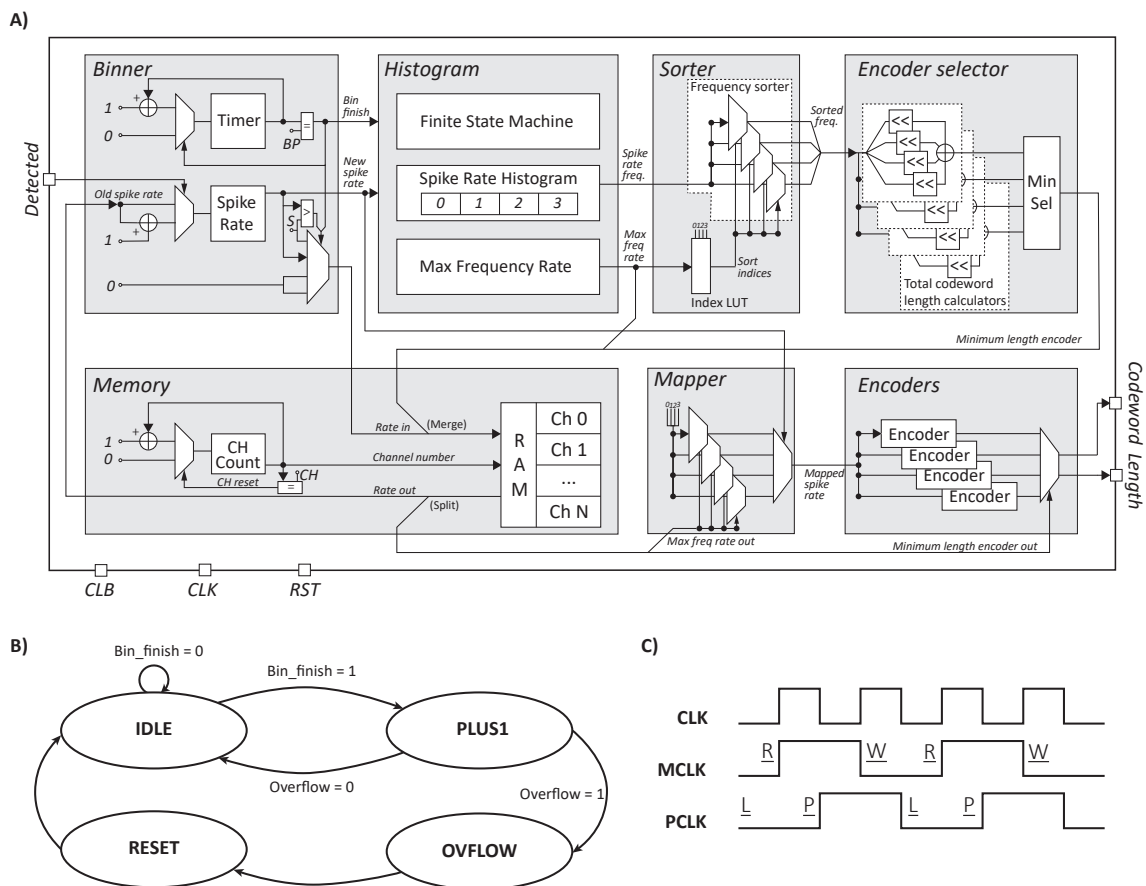 A)
Binner
Histogram
Sorter
Encoder selector
1
0
+
Timer
=
BP
Bin
finish
Finite State Machine
Frequency sorter
Sorted
freq.
<<
<<
<<
<<
Min
Sel
Detected
Old spike rate
1
+
Spike
Rate
New
spike
rate
S
>
0
Spike Rate Histogram
0 1 2 3
Spike
rate
freq.
Max Frequency Rate
Max
freq
rate
0123
Index LUT
Sort
indices
<<
<<
Total codeword
length calculators
Minimum length encoder
Memory
Mapper
Encoders
1
0
+
CH
Count
CH reset
=
CH
Rate in
(Merge)
Channel number
Rate out
(Split)
R
A
M
Ch 0
Ch 1
...
Ch N
0123
Max freq rate out
Mapped
spike
rate
Encoder
Encoder
Encoder
Encoder
Minimum length encoder out
Codeword
Length
CLB
CLK
RST
B)
Bin_finish = 0
Bin_finish = 1
IDLE
PLUS1
Overflow = 0
Overflow = 1
RESET
OVFLOW
C)
CLK
MCLK
R W R W
PCLK
L P L P